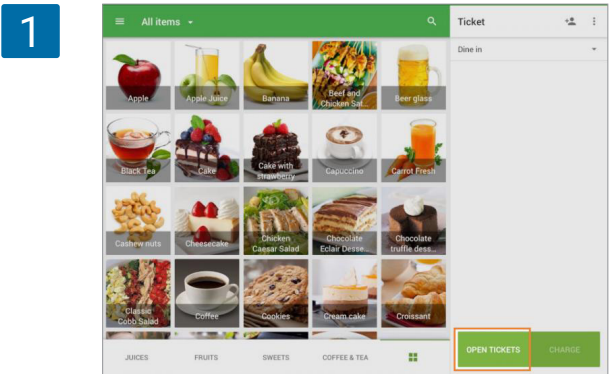 1
All items
Ticket
Dine in
Apple
Apple Juice
Banana
Beef and
Chicken Sat...
Beer glass
Black Tea
Cake
Cake with
strawberry
Capuccino
Carrot Fresh
Cashew nuts
Cheesecake
Chicken
Caesar Salad
Chocolate
Eclair Desse...
Chocolate
truffle dess...
Classic
Cobb Salad
Coffee
Cookies
Cream cake
Croissant
JUICES
FRUITS
SWEETS
COFFEE & TEA
OPEN TICKETS
CHARGE